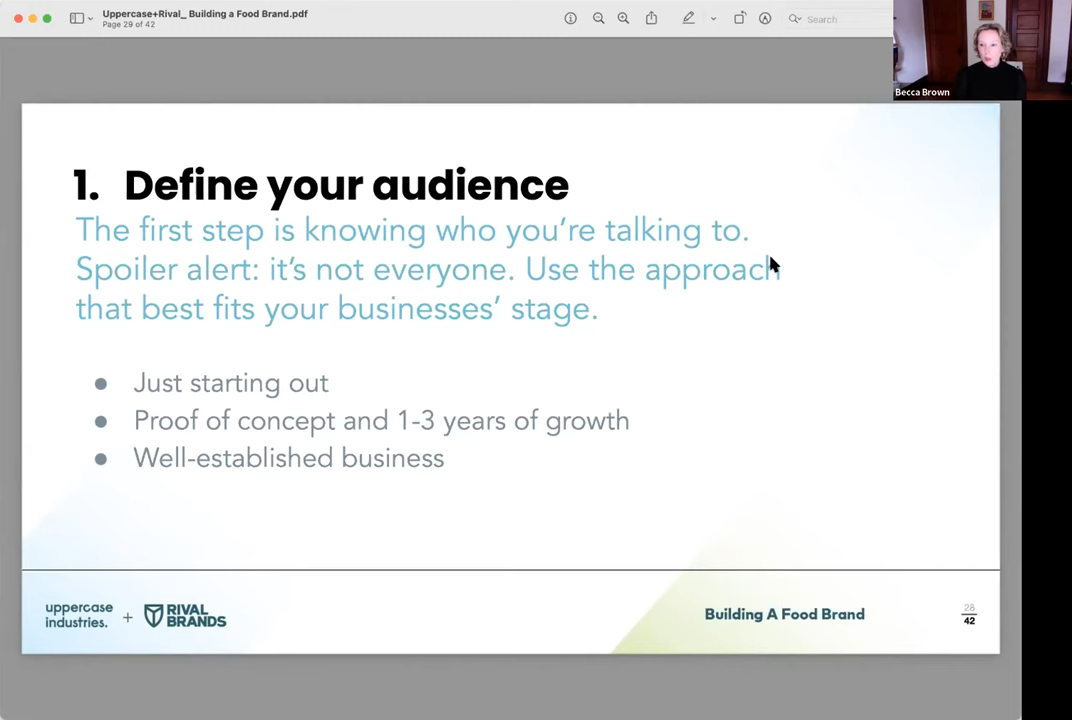 Uppercase+Rival_ Building a Food Brand.pdf
Page 29 of 42
Search
Becca Brown
1. Define your audience
The first step is knowing who you're talking to.
Spoiler alert: it's not everyone. Use the approach
that best fits your businesses' stage.
● Just starting out
● Proof of concept and 1-3 years of growth
● Well-established business
uppercase
industries.
+
RIVAL
BRANDS
Building A Food Brand
28
42